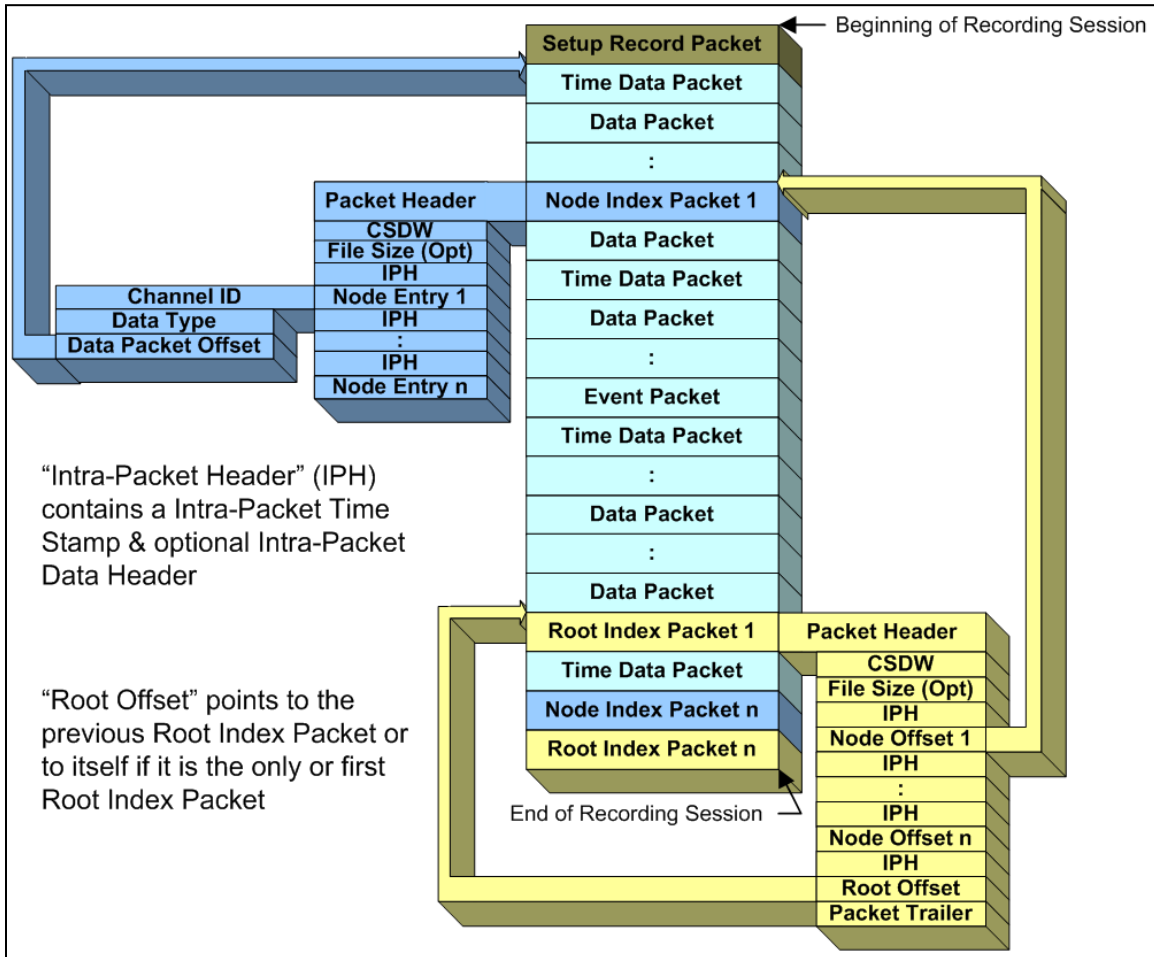 Beginning of Recording Session
Setup Record Packet
Time Data Packet
Data Packet
:
Node Index Packet 1
Data Packet
Time Data Packet
Data Packet
:
Event Packet
Time Data Packet
:
Data Packet
:
Data Packet
Root Index Packet 1
Time Data Packet
Node Index Packet n
Root Index Packet n
End of Recording Session
Packet Header
CSDW
File Size (Opt)
IPH
Node Entry 1
IPH
:
IPH
Node Entry n
Channel ID
Data Type
Data Packet Offset
“Intra-Packet Header” (IPH)
contains a Intra-Packet Time
Stamp & optional Intra-Packet
Data Header
“Root Offset” points to the
previous Root Index Packet or
to itself if it is the only or first
Root Index Packet
Packet Header
CSDW
File Size (Opt)
IPH
Node Offset 1
IPH
:
IPH
Node Offset n
IPH
Root Offset
Packet Trailer